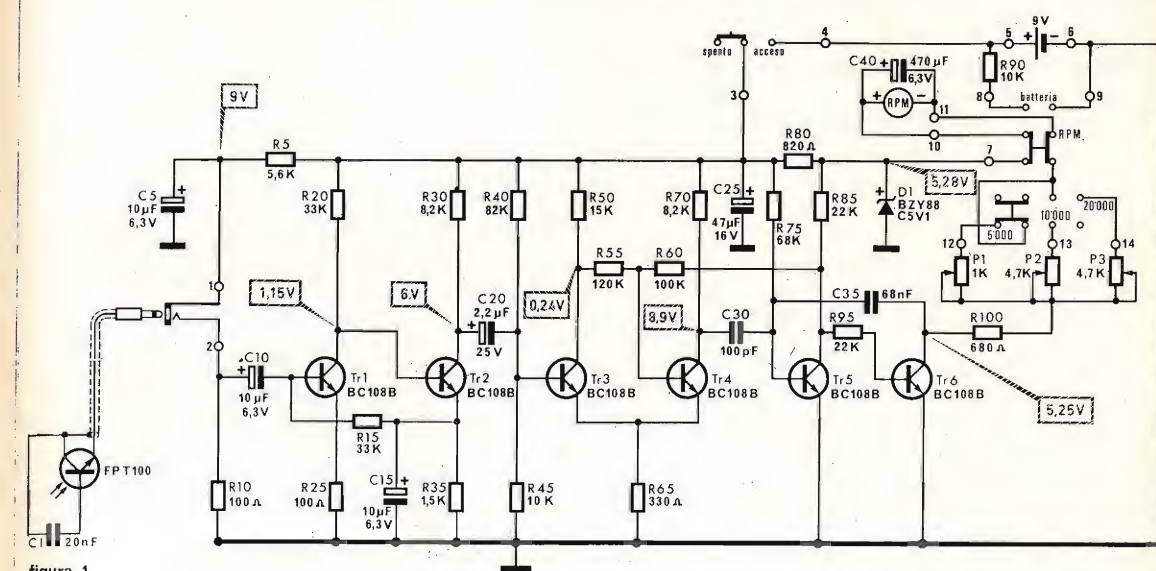 9V
4
5
+
−
6
spento
acceso
R90
10K
C40
+
470µF
6,3V
8
batteria
9
+
RPM
−
11
3
9V
10
RPM
R5
5,6K
R80
820Ω
7
C5
10µF
6,3V
+
R20
33K
R30
8,2K
R40
82K
R50
15K
R70
8,2K
C25
47µF
16V
+
R75
68K
R85
22K
+
D1
BZY88
C5V1
5,28V
5'000
10'000
20'000
12
13
14
P1
1K
P2
4,7K
P3
4,7K
R55
120K
R60
100K
1
1,15V
6V
C20
2,2µF
+
25V
0,24V
8,9V
C30
100pF
C35
68nF
R95
22K
R100
680Ω
2
+
C10
10µF
6,3V
Tr1
BC108B
Tr2
BC108B
Tr3
BC108B
Tr4
BC108B
Tr5
BC108B
Tr6
BC108B
5,25V
R15
33K
FPT100
R10
100Ω
R25
100Ω
C15
+
10µF
6,3V
R35
1,5K
R45
10K
R65
330Ω
C1
20nF
figura 1